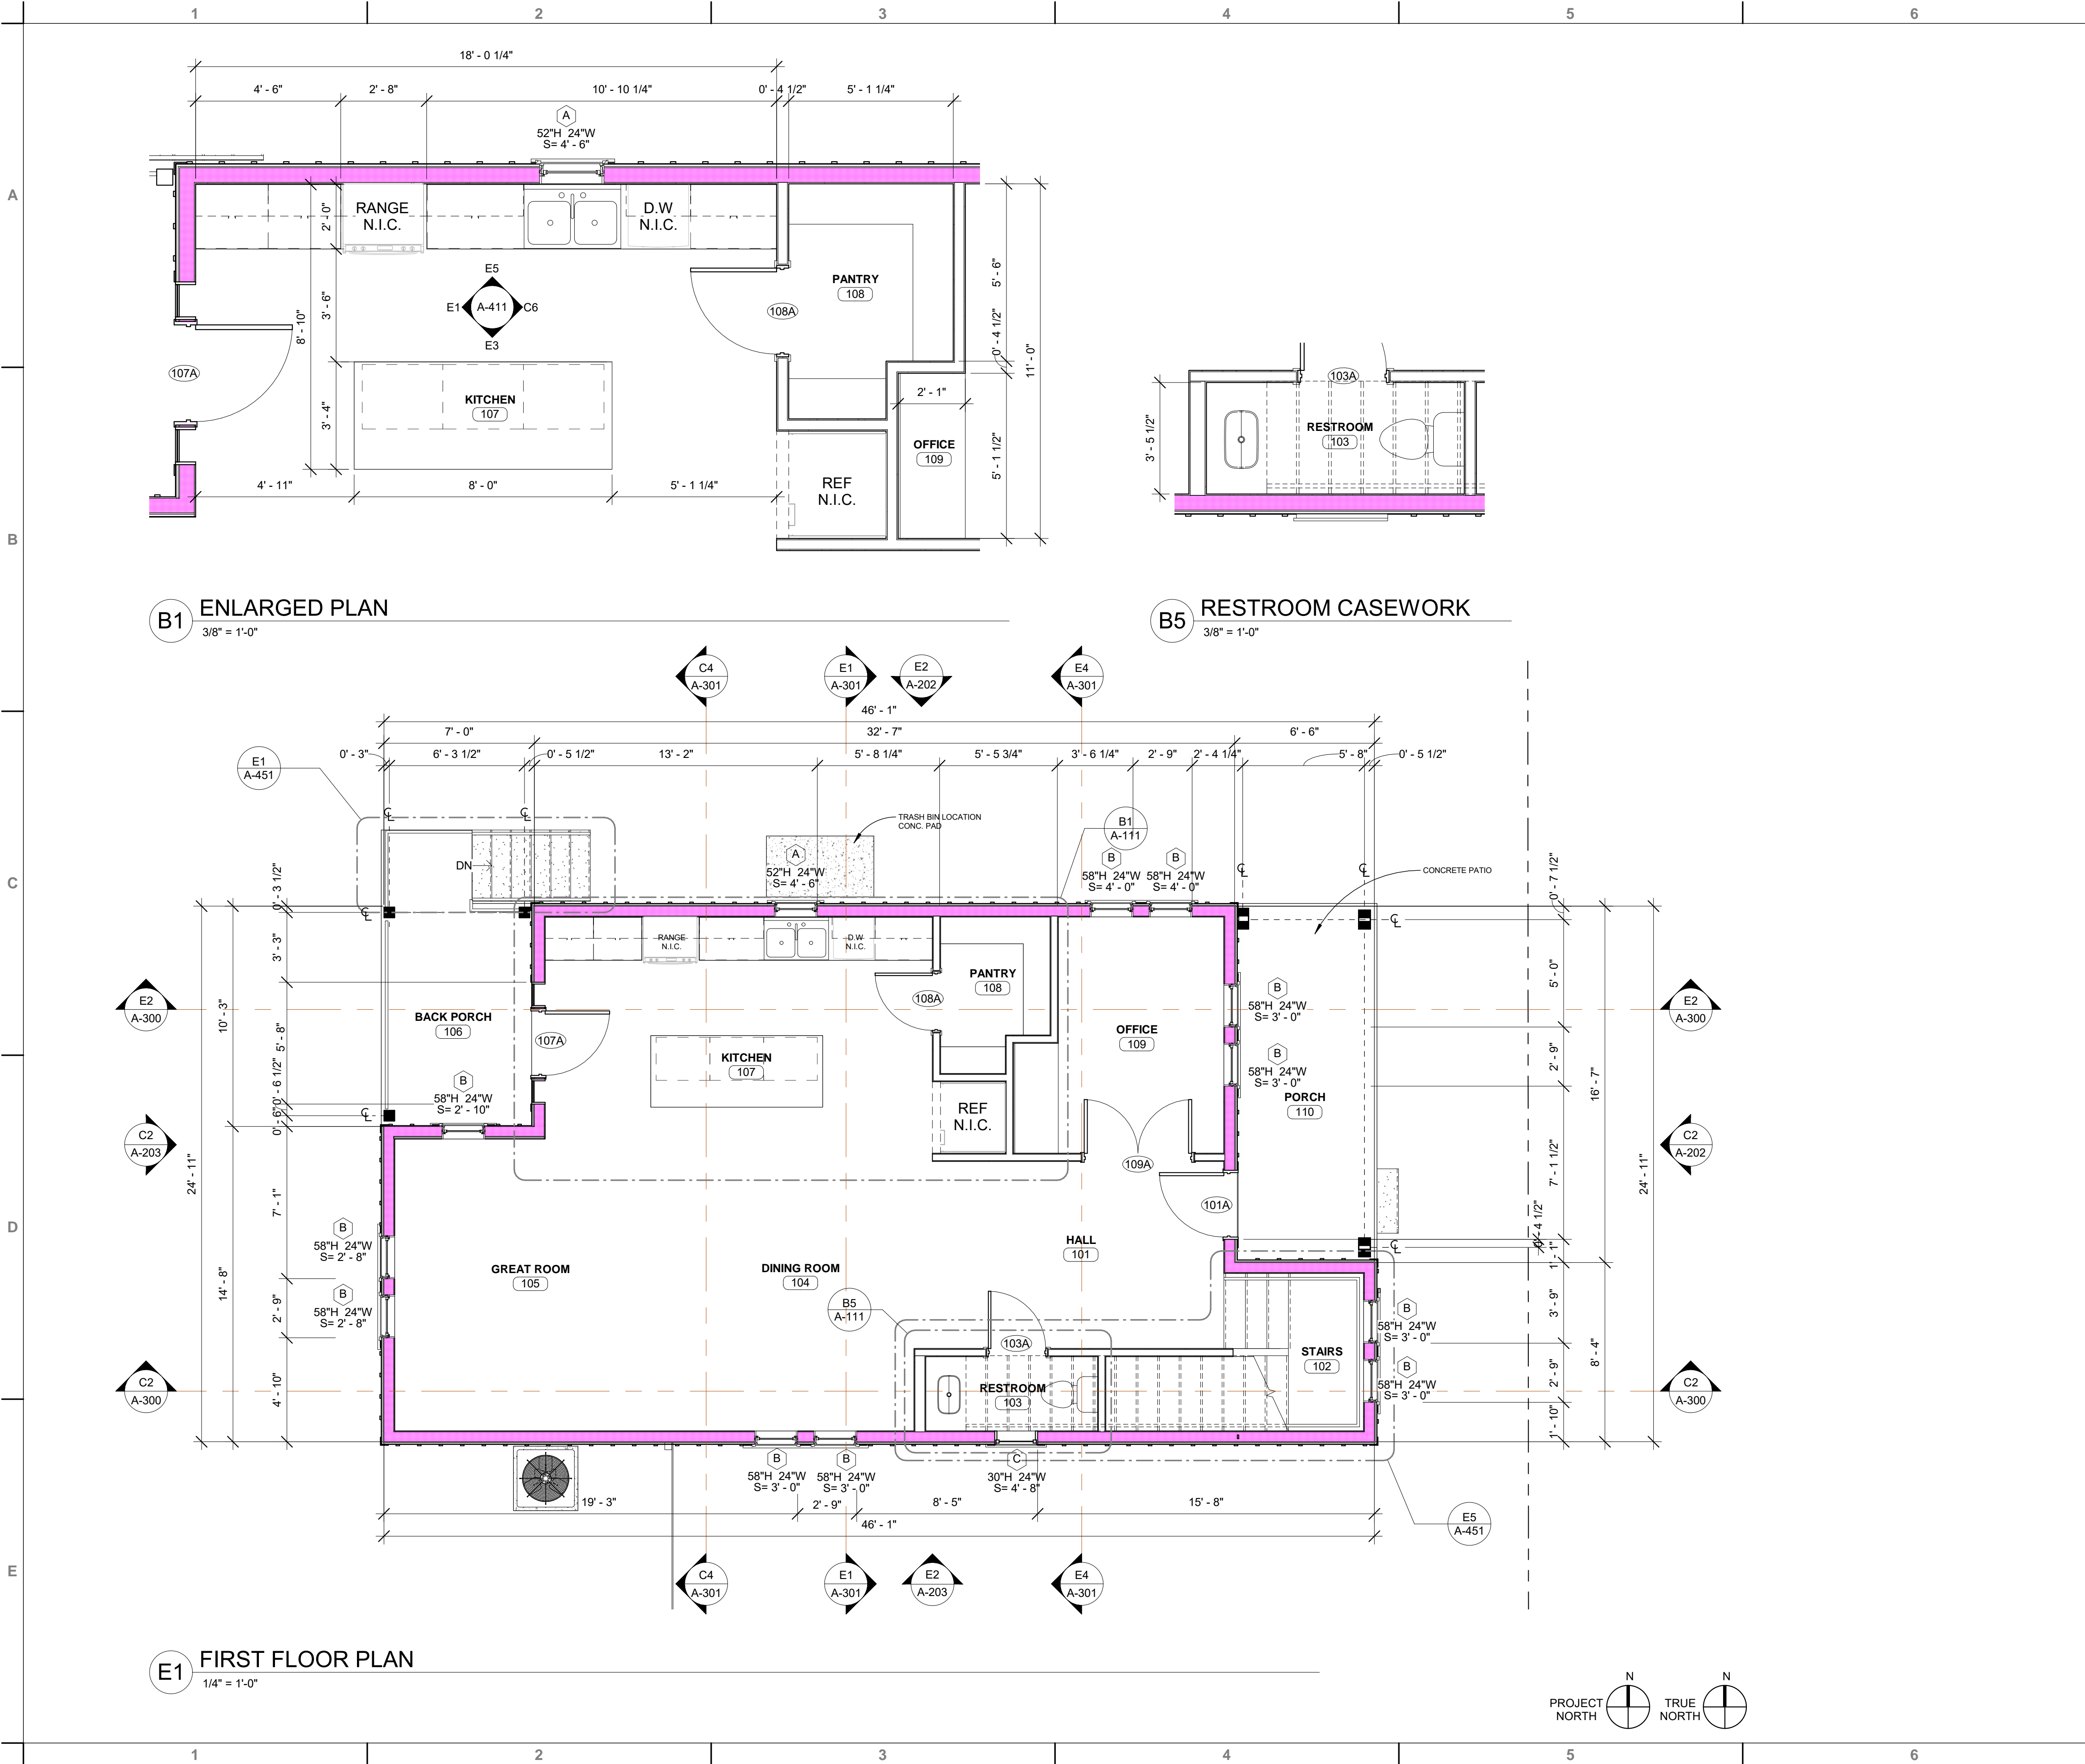 1 2 3 4 5 6
18' - 0 1/4"
4' - 6" 2' - 8" 10' - 10 1/4" 0' - 4 1/2" 5' - 1 1/4"
A
52"H 24"W
S= 4' - 6"
A
RANGE
N.I.C.
D.W
N.I.C.
2' - 0"
3' - 6"
8' - 10"
3' - 4"
E5
E1 A-411 C6
E3
PANTRY
108
108A
107A
KITCHEN
107
5' - 6"
0' - 4 1/2"
11' - 0"
2' - 1"
OFFICE
109
5' - 1 1/2"
REF
N.I.C.
4' - 11" 8' - 0" 5' - 1 1/4"
103A
RESTROOM
103
3' - 5 1/2"
B
B1 ENLARGED PLAN
3/8" = 1'-0"
B5 RESTROOM CASEWORK
3/8" = 1'-0"
C4
A-301
E1
A-301
E2
A-202
E4
A-301
46' - 1"
7' - 0" 32' - 7" 6' - 6"
0' - 3" 6' - 3 1/2" 0' - 5 1/2" 13' - 2" 5' - 8 1/4" 5' - 5 3/4" 3' - 6 1/4" 2' - 9" 2' - 4 1/4" 5' - 8" 0' - 5 1/2"
E1
A-451
TRASH BIN LOCATION
CONC. PAD
B1
A-111
DN
A
52"H 24"W
S= 4' - 6"
B
58"H 24"W
S= 4' - 0"
B
58"H 24"W
S= 4' - 0"
CONCRETE PATIO
C
0' - 3 1/2"
3' - 3"
10' - 3"
5' - 8"
0' - 6 1/2"
0' - 6"
24' - 11"
7' - 1"
14' - 8"
2' - 9"
4' - 10"
0' - 7 1/2"
5' - 0"
2' - 9"
16' - 7"
7' - 1 1/2"
24' - 11"
0' - 4 1/2"
1' - 1"
3' - 9"
8' - 4"
2' - 9"
1' - 10"
RANGE
N.I.C.
D.W
N.I.C.
PANTRY
108
108A
E2
A-300
BACK PORCH
106
107A
KITCHEN
107
OFFICE
109
B
58"H 24"W
S= 3' - 0"
B
58"H 24"W
S= 3' - 0"
PORCH
110
E2
A-300
B
58"H 24"W
S= 2' - 10"
REF
N.I.C.
C2
A-203
109A
C2
A-202
101A
D
B
58"H 24"W
S= 2' - 8"
B
58"H 24"W
S= 2' - 8"
GREAT ROOM
105
DINING ROOM
104
HALL
101
B5
A-111
103A
STAIRS
102
B
58"H 24"W
S= 3' - 0"
B
58"H 24"W
S= 3' - 0"
C2
A-300
RESTROOM
103
C2
A-300
B
58"H 24"W
S= 3' - 0"
B
58"H 24"W
S= 3' - 0"
C
30"H 24"W
S= 4' - 8"
19' - 3" 2' - 9" 8' - 5" 15' - 8"
46' - 1"
E5
A-451
E
C4
A-301
E1
A-301
E2
A-203
E4
A-301
E1 FIRST FLOOR PLAN
1/4" = 1'-0"
N
PROJECT
NORTH
N
TRUE
NORTH
1 2 3 4 5 6